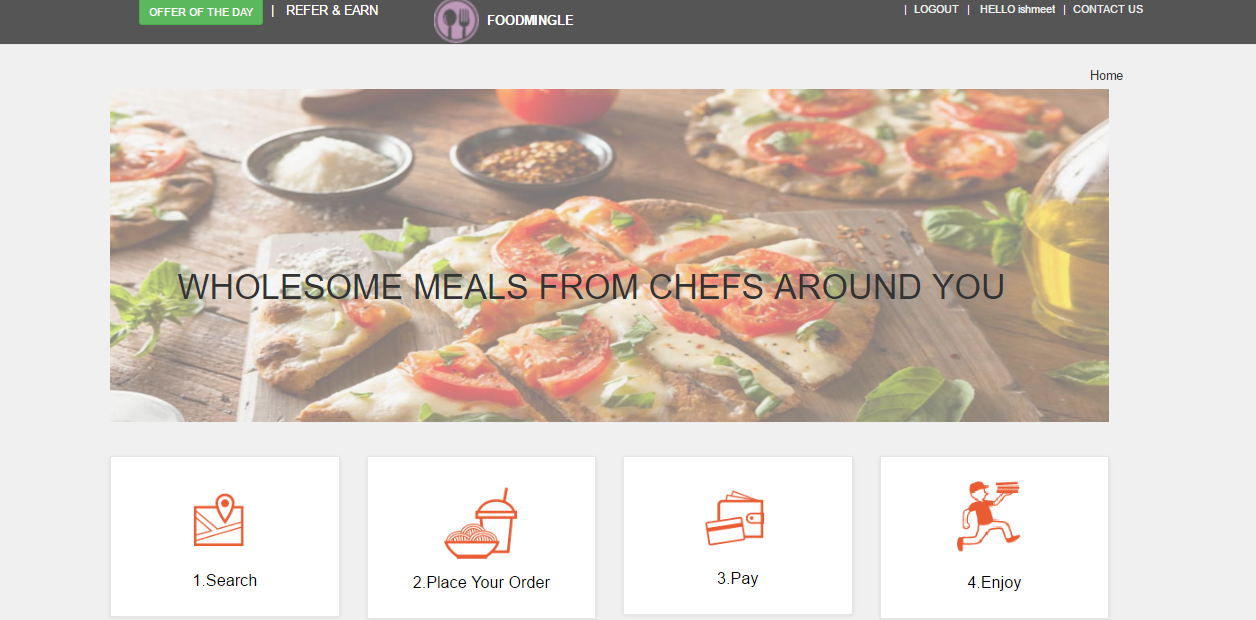 OFFER OF THE DAY | REFER & EARN FOODMINGLE | LOGOUT | HELLO ishmeet | CONTACT US
Home
WHOLESOME MEALS FROM CHEFS AROUND YOU
1.Search 2.Place Your Order 3.Pay 4.Enjoy